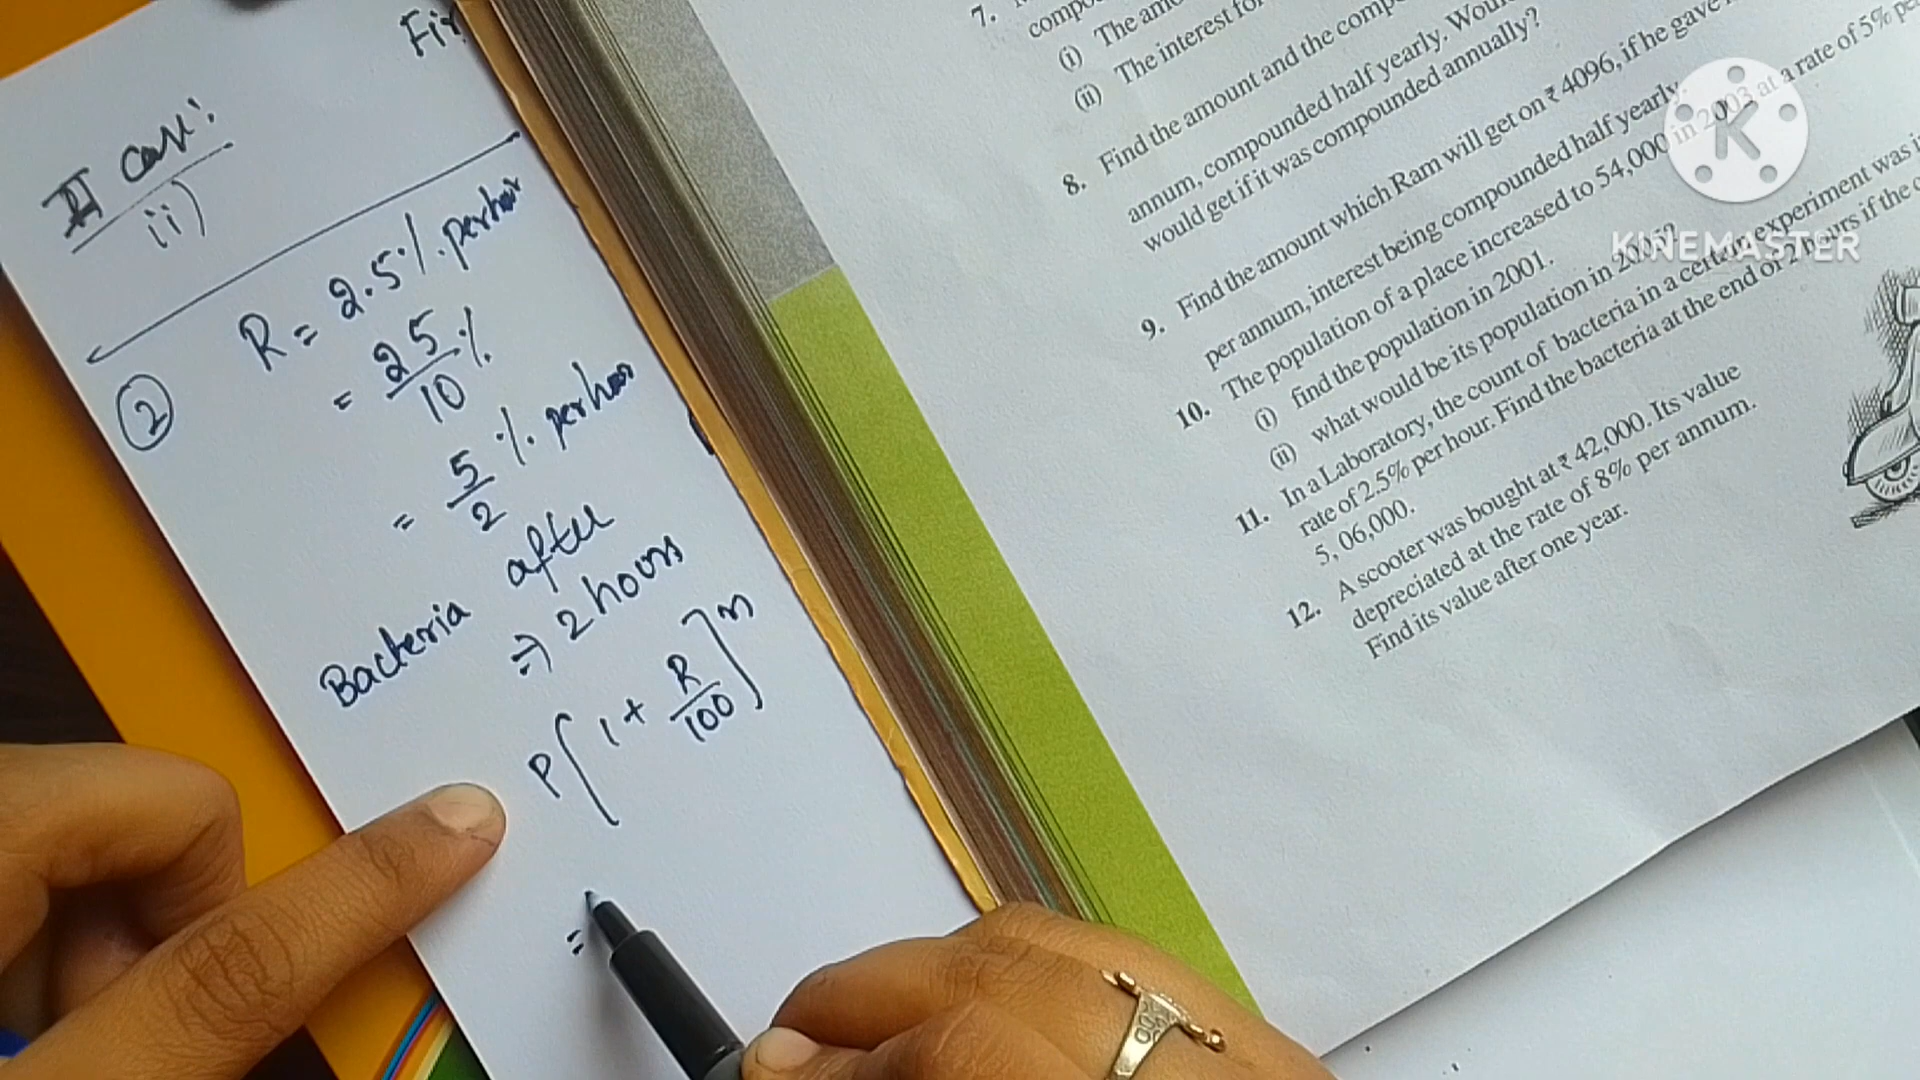 Fir
II case:
ii)
2
R = 2.5% per hour
= 25/10 %
= 5/2 % per hour
Bacteria after
⇒ 2 hours
P[1 + R/100]^n
=
7.
(i) The
(ii) The interest for
8. Find the amount and the
annum, compounded half yearly.
would get if it was compounded annually?
9. Find the amount which Ram will get on ₹ 4096, if he gave
per annum, interest being compounded half yearly.
10. The population of a place increased to 54,000 in 2003 at a rate of 5%
(i) find the population in 2001.
(ii) what would be its population in 2005?
11. In a Laboratory, the count of bacteria in a certain experiment was
rate of 2.5% per hour. Find the bacteria at the end of 2 hours if the
5, 06,000.
12. A scooter was bought at ₹ 42,000. Its value
depreciated at the rate of 8% per annum.
Find its value after one year.
K
KINEMASTER